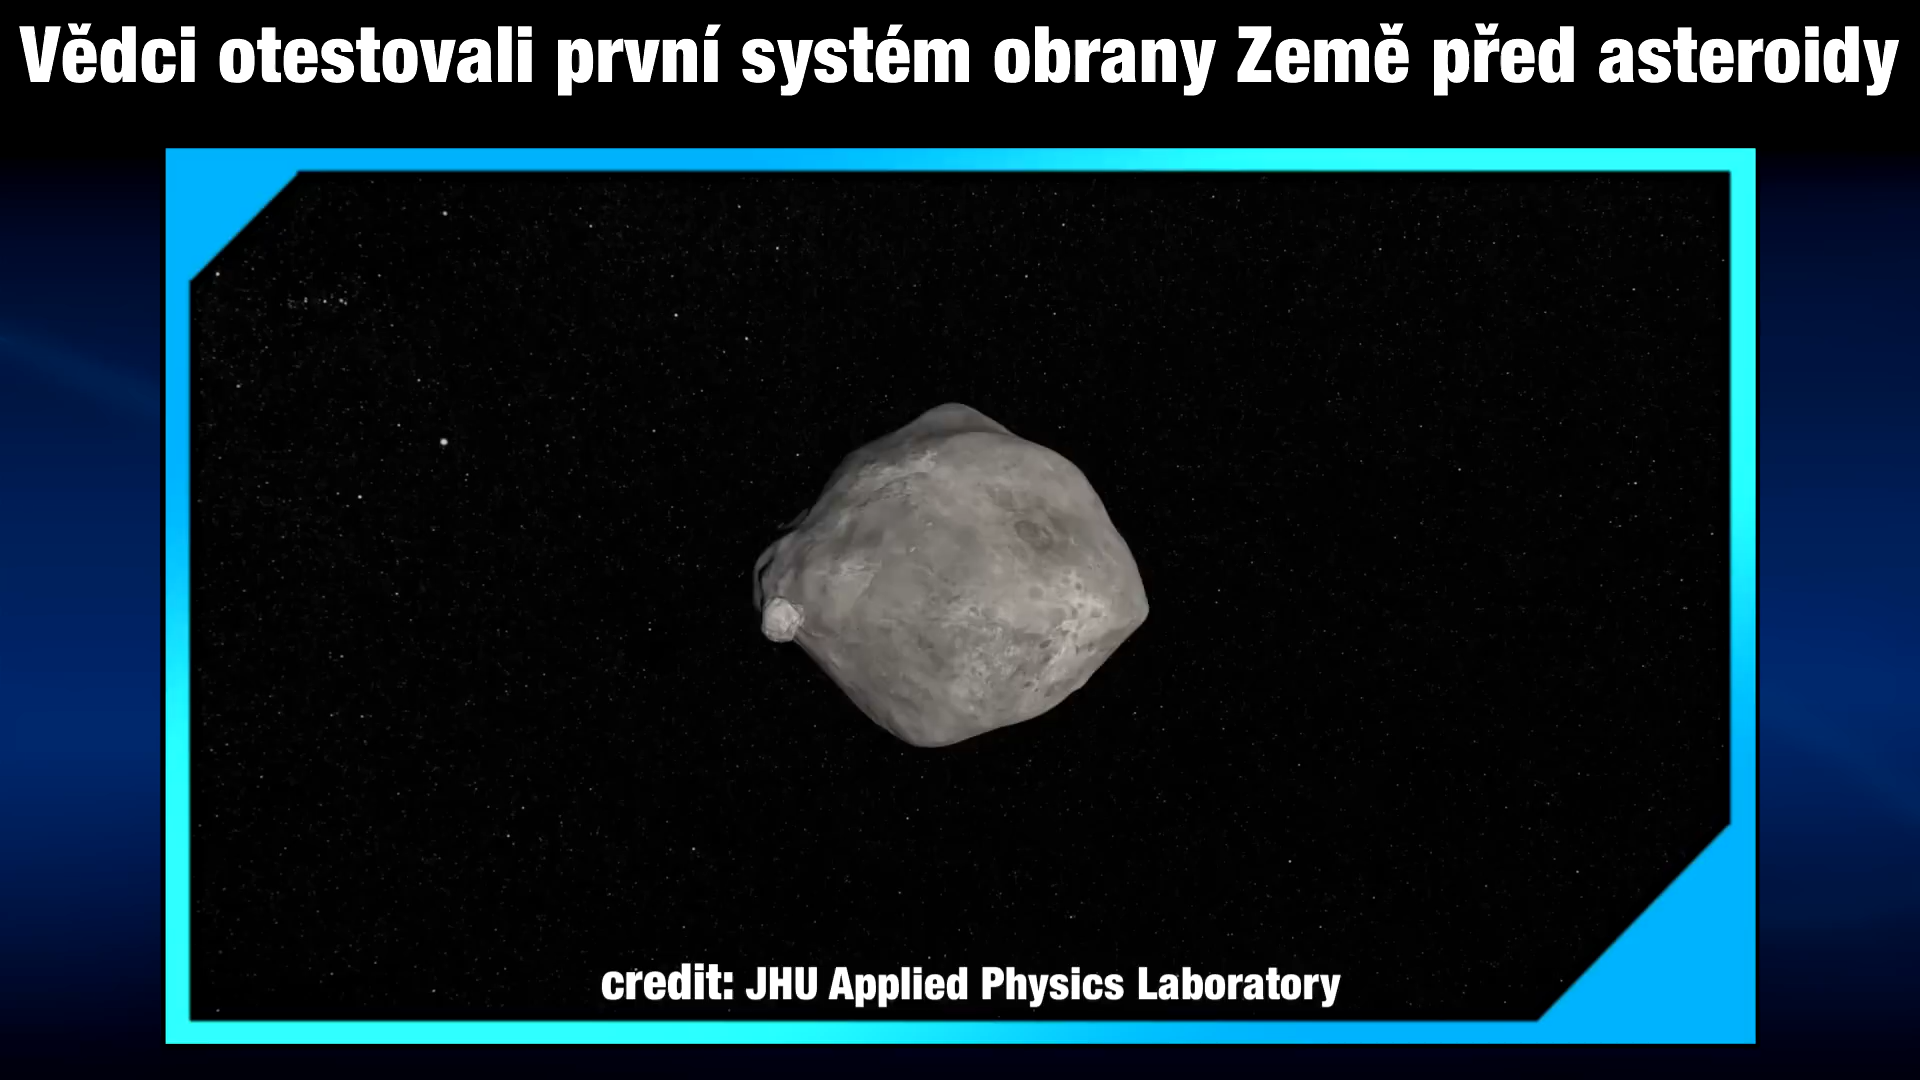 Vědci otestovali první systém obrany Země před asteroidy
credit: JHU Applied Physics Laboratory